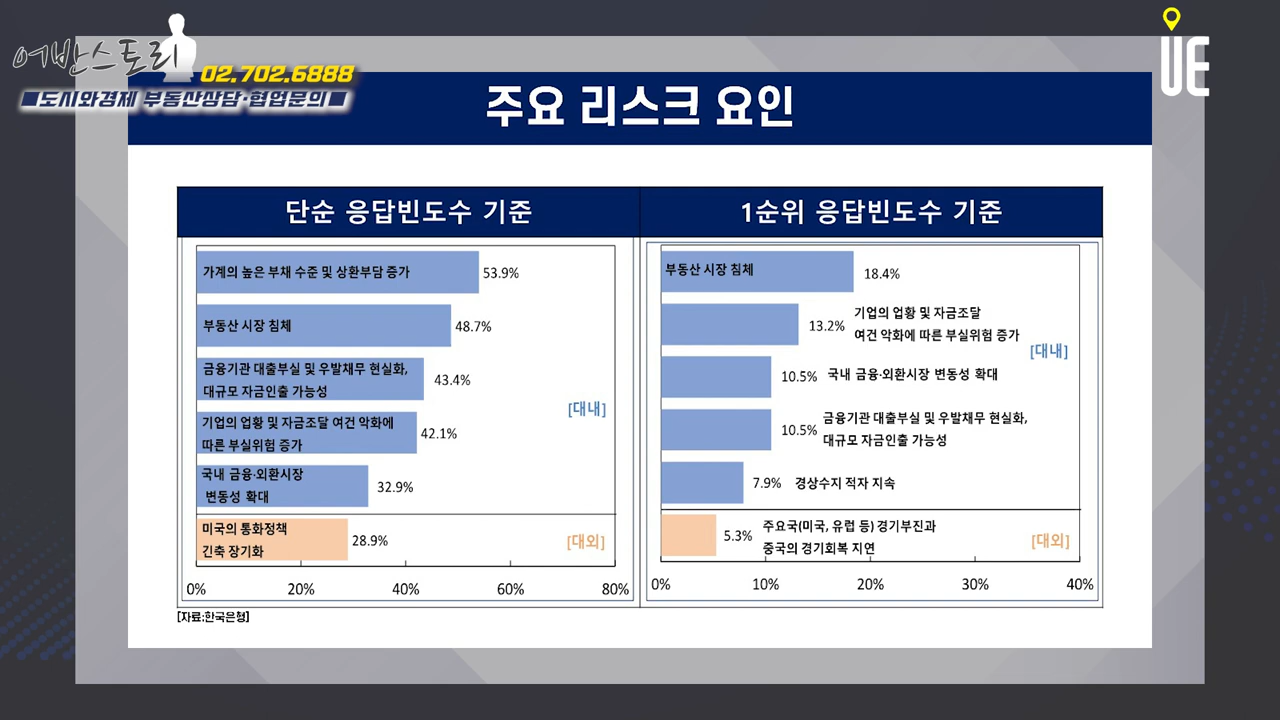 어반스토리
02.702.6888
■도시와경제 부동산상담·협업문의■
UE
주요 리스크 요인
단순 응답빈도수 기준
가계의 높은 부채 수준 및 상환부담 증가
53.9%
부동산 시장 침체
48.7%
금융기관 대출부실 및 우발채무 현실화,
대규모 자금인출 가능성
43.4%
기업의 업황 및 자금조달 여건 악화에
따른 부실위험 증가
42.1%
국내 금융·외환시장
변동성 확대
32.9%
[대내]
미국의 통화정책
긴축 장기화
28.9%
[대외]
0% 20% 40% 60% 80%
1순위 응답빈도수 기준
부동산 시장 침체
18.4%
기업의 업황 및 자금조달
여건 악화에 따른 부실위험 증가
13.2%
[대내]
10.5% 국내 금융·외환시장 변동성 확대
금융기관 대출부실 및 우발채무 현실화,
대규모 자금인출 가능성
10.5%
7.9% 경상수지 적자 지속
주요국(미국, 유럽 등) 경기부진과
중국의 경기회복 지연
5.3%
[대외]
0% 10% 20% 30% 40%
[자료:한국은행]